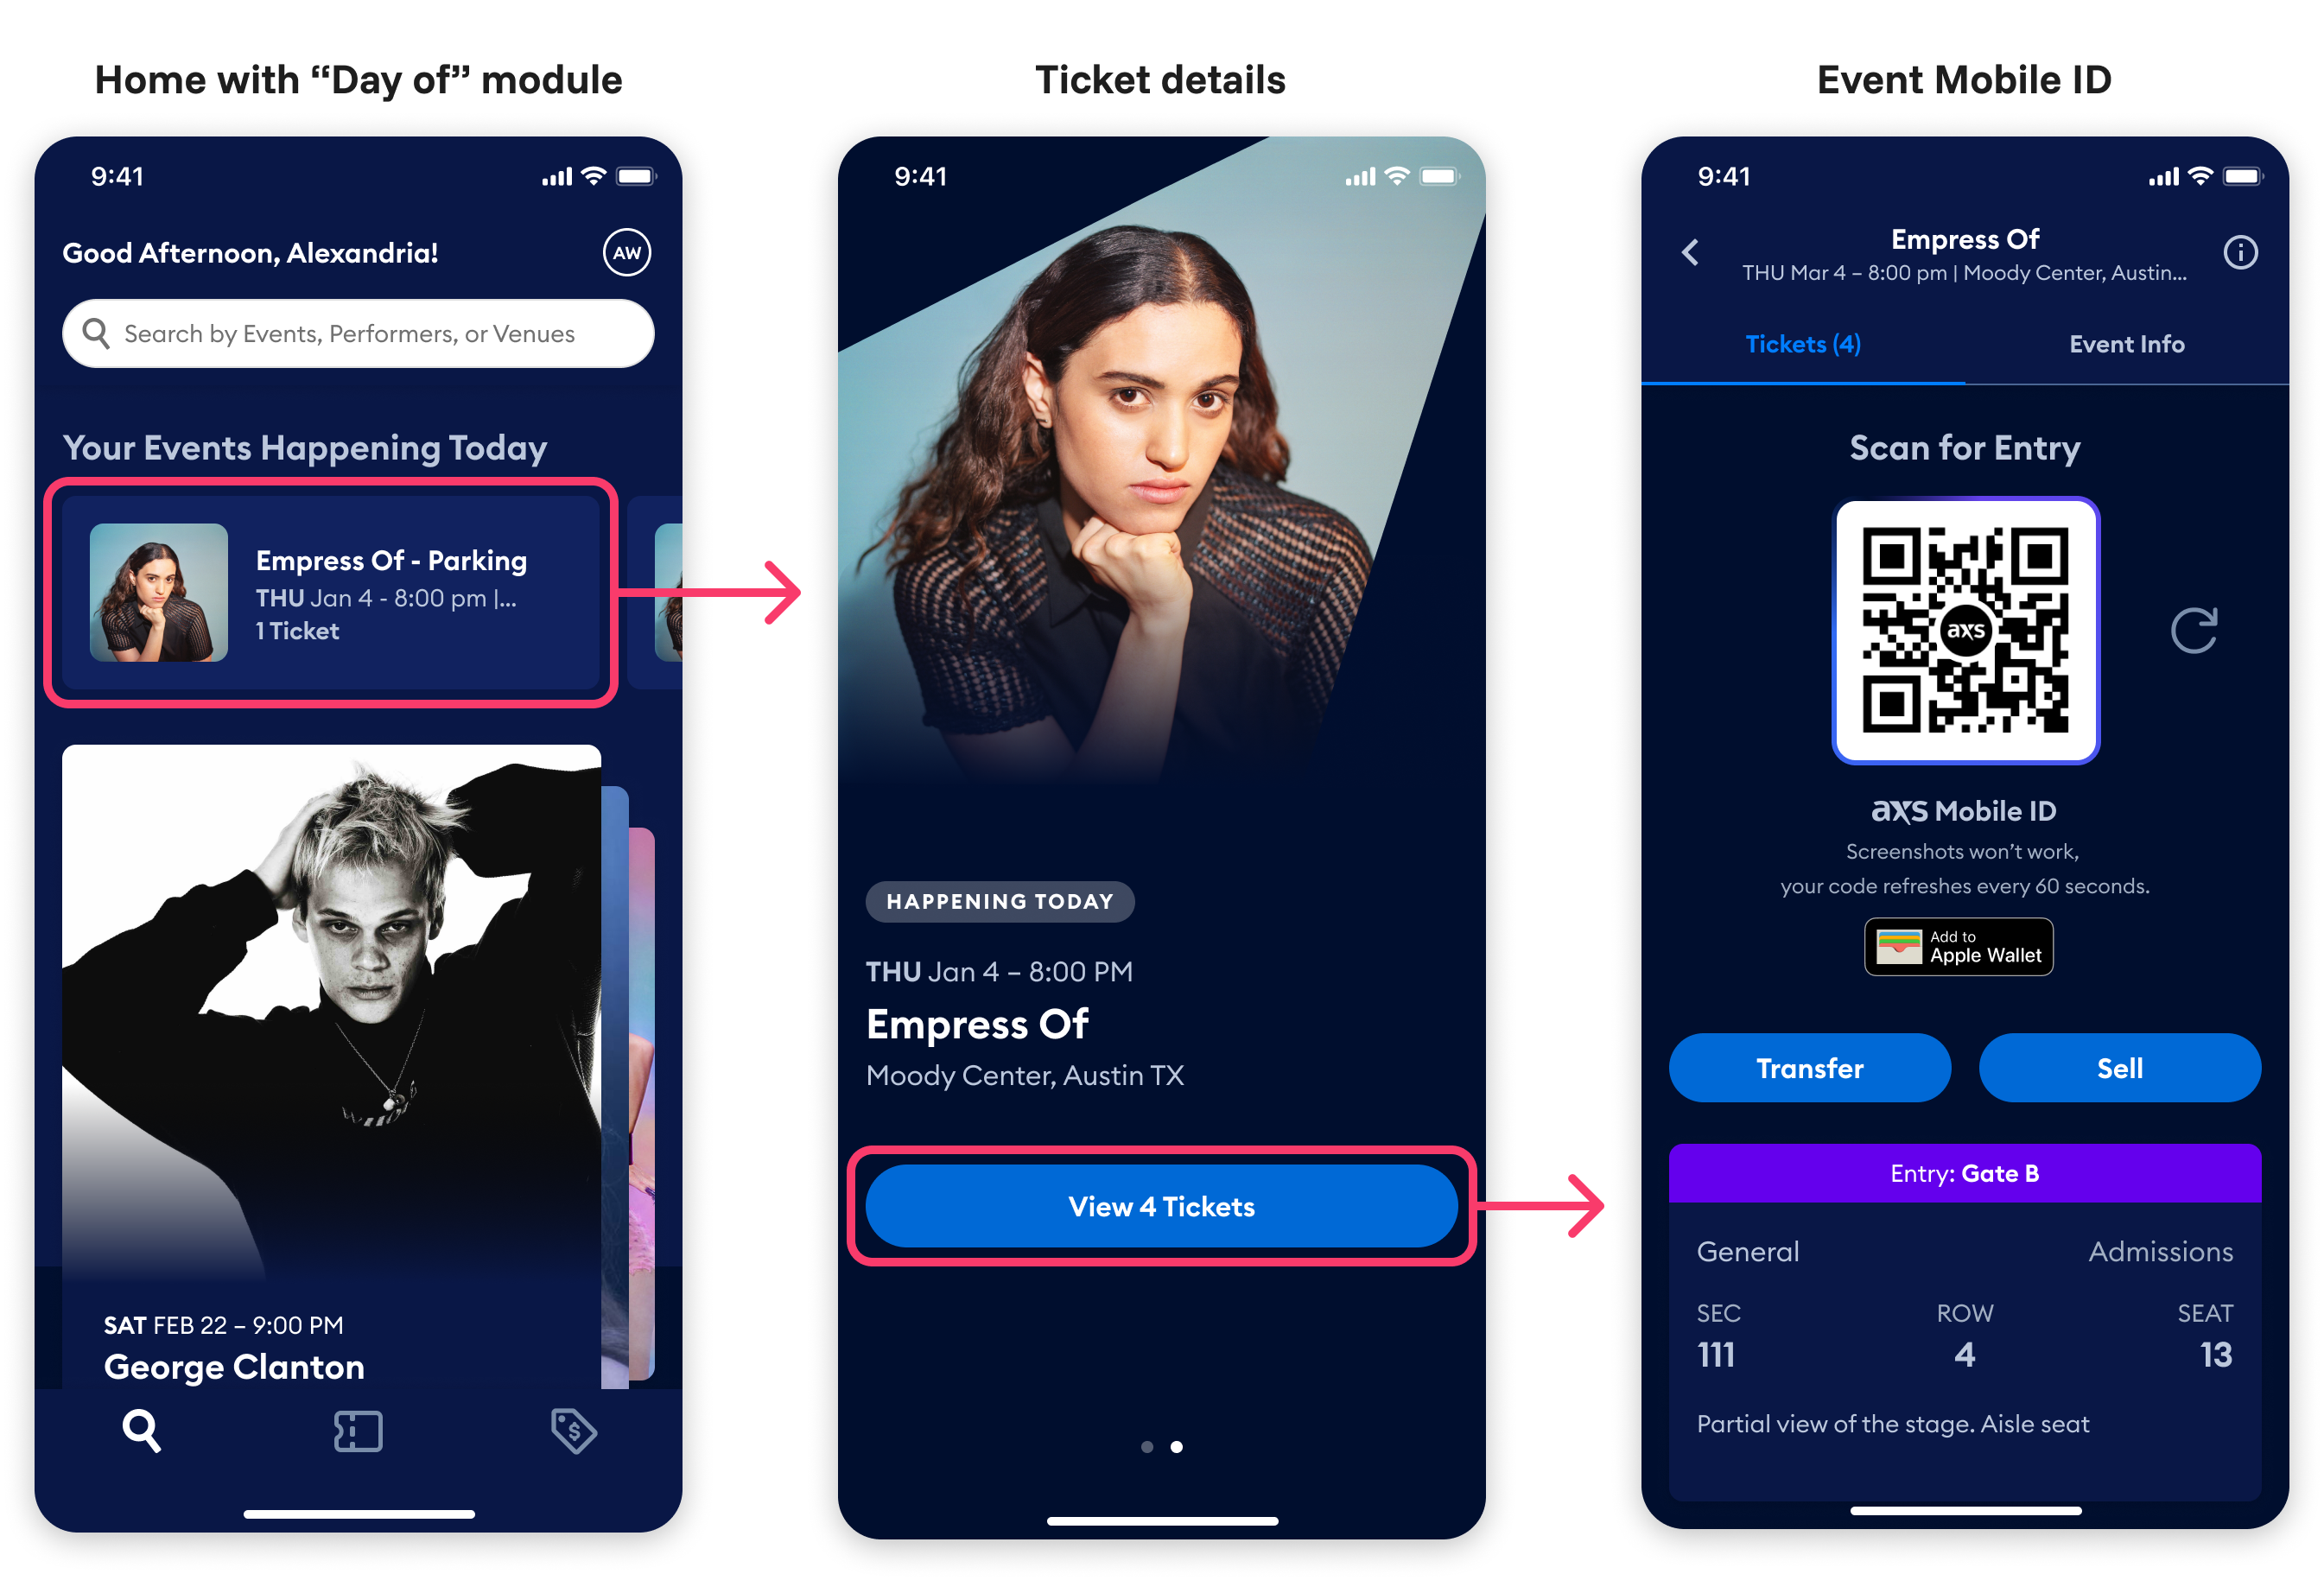 Home with “Day of” module
9:41
Good Afternoon, Alexandria!
AW
Search by Events, Performers, or Venues
Your Events Happening Today
Empress Of - Parking
THU Jan 4 - 8:00 pm |...
1 Ticket
SAT FEB 22 – 9:00 PM
George Clanton
$
Ticket details
9:41
HAPPENING TODAY
THU Jan 4 – 8:00 PM
Empress Of
Moody Center, Austin TX
View 4 Tickets
Event Mobile ID
9:41
Empress Of
THU Mar 4 – 8:00 pm | Moody Center, Austin...
Tickets (4)
Event Info
Scan for Entry
axs
axs Mobile ID
Screenshots won’t work,
your code refreshes every 60 seconds.
Add to
Apple Wallet
Transfer
Sell
Entry: Gate B
General Admissions
SEC ROW SEAT
111 4 13
Partial view of the stage. Aisle seat